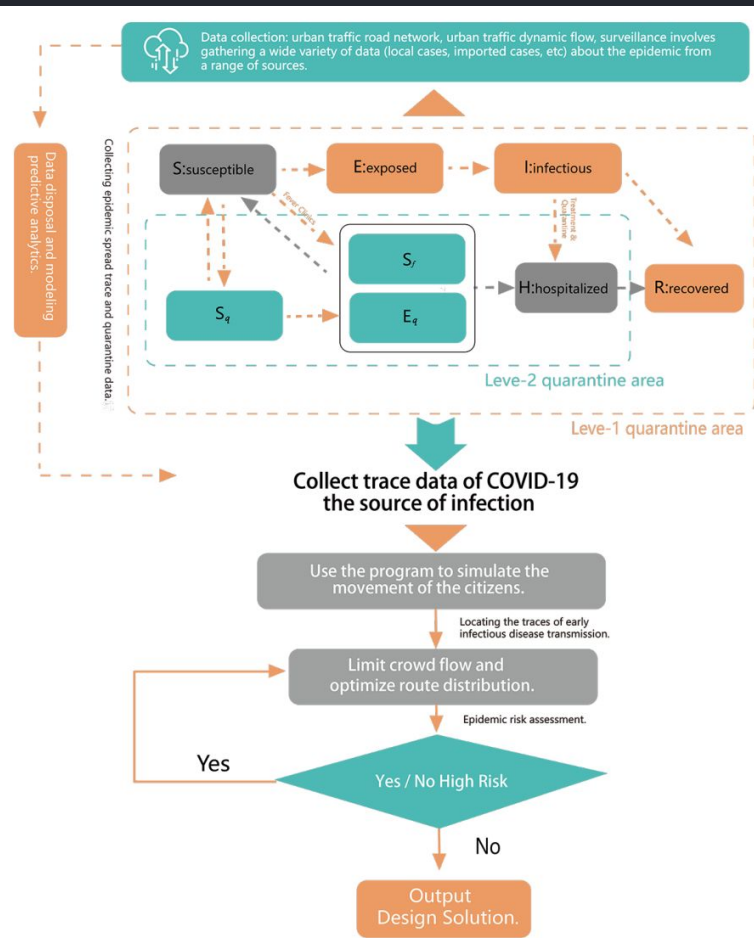 Data collection: urban traffic road network, urban traffic dynamic flow, surveillance involves
gathering a wide variety of data (local cases, imported cases, etc) about the epidemic from
a range of sources.
Data disposal and modeling
predictive analytics.
Collecting epidemic spread trace and quarantine data.
S:susceptible
E:exposed
I:infectious
Fever Clinics
Treatment &
Quarantine
Sf
Eq
Sq
H:hospitalized
R:recovered
Leve-2 quarantine area
Leve-1 quarantine area
Collect trace data of COVID-19
the source of infection
Use the program to simulate the
movement of the citizens.
Locating the traces of early
infectious disease transmission.
Limit crowd flow and
optimize route distribution.
Epidemic risk assessment.
Yes
Yes / No High Risk
No
Output
Design Solution.